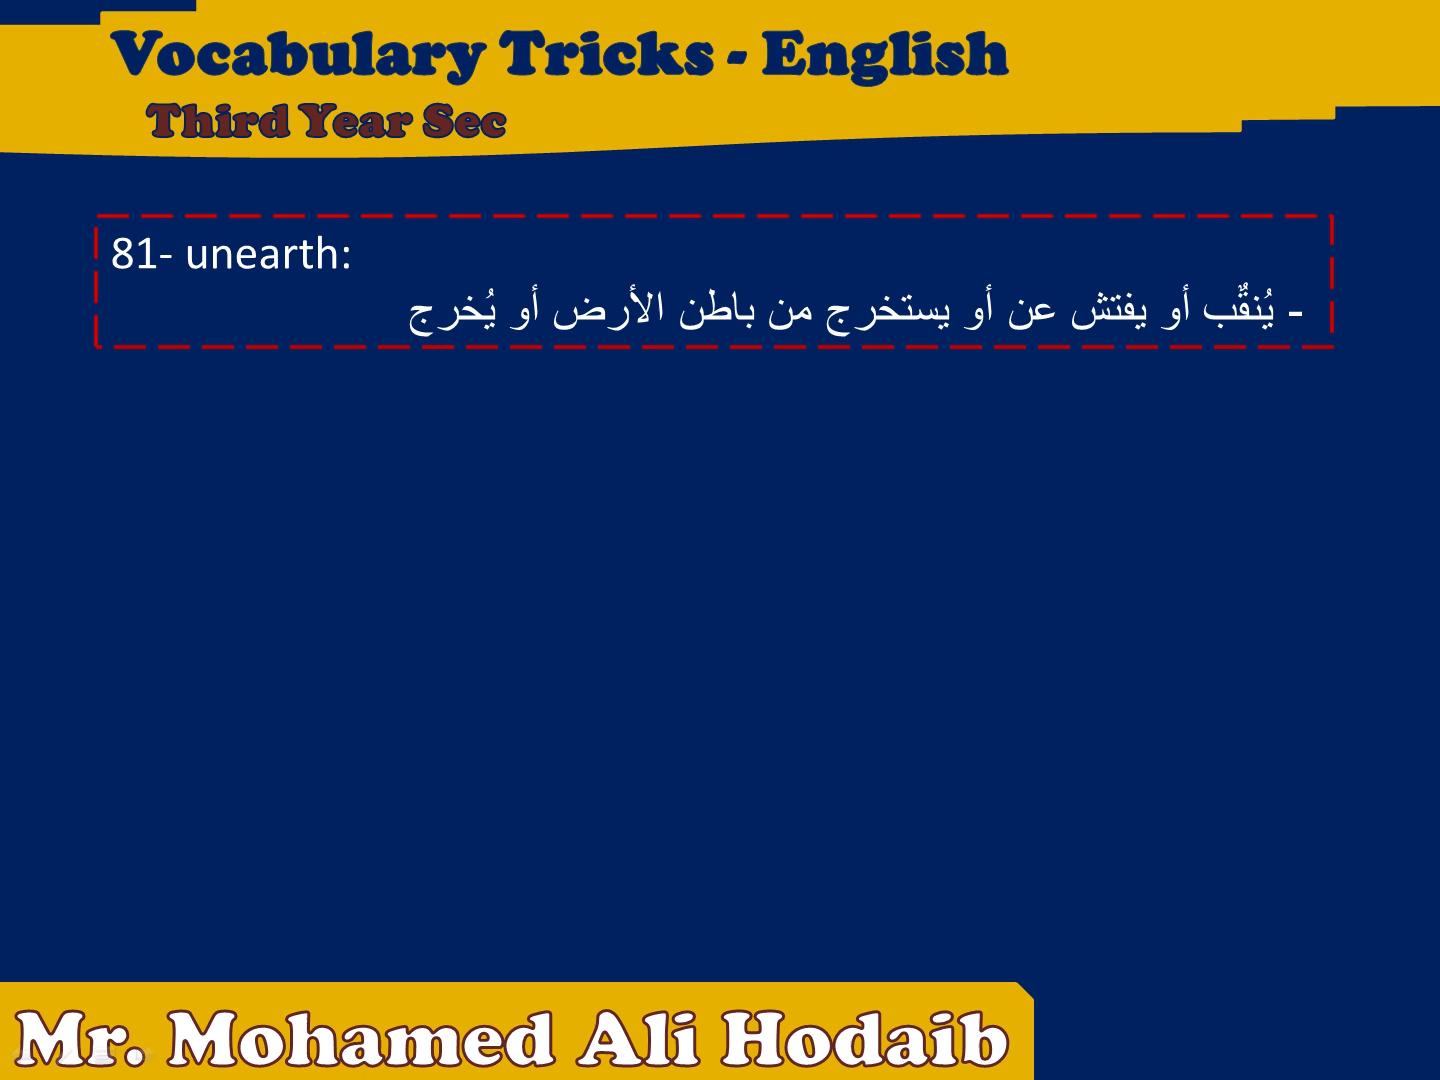 Vocabulary Tricks - English
Third Year Sec
81- unearth:
- يُنقٌب أو يفتش عن أو يستخرج من باطن الأرض أو يُخرج
Mr. Mohamed Ali Hodaib